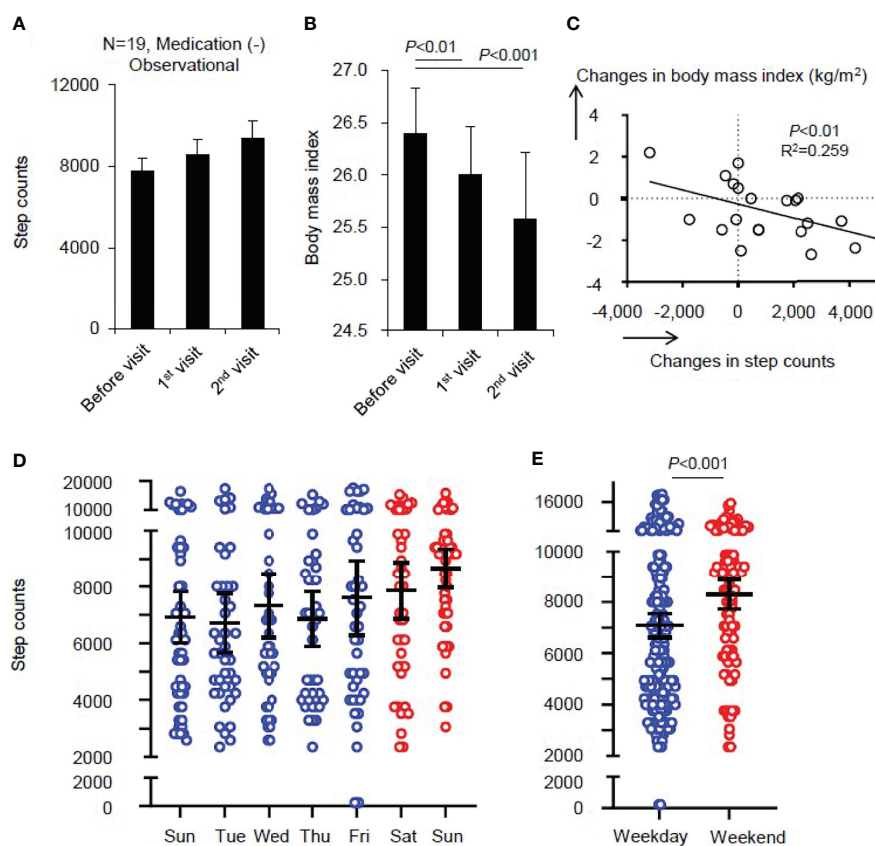 A
N=19, Medication (-)
Observational
Step counts
12000
8000
4000
0
Before visit
1st visit
2nd visit
B
P<0.01
P<0.001
Body mass index
27.0
26.5
26.0
25.5
25.0
24.5
Before visit
1st visit
2nd visit
C
Changes in body mass index (kg/m²)
P<0.01
R²=0.259
4
2
0
-2
-4
-4,000
-2,000
0
2,000
4,000
Changes in step counts
D
Step counts
20000
10000
10000
8000
6000
4000
2000
2000
0
Sun
Tue
Wed
Thu
Fri
Sat
Sun
E
P<0.001
16000
10000
8000
6000
4000
2000
2000
0
Weekday
Weekend